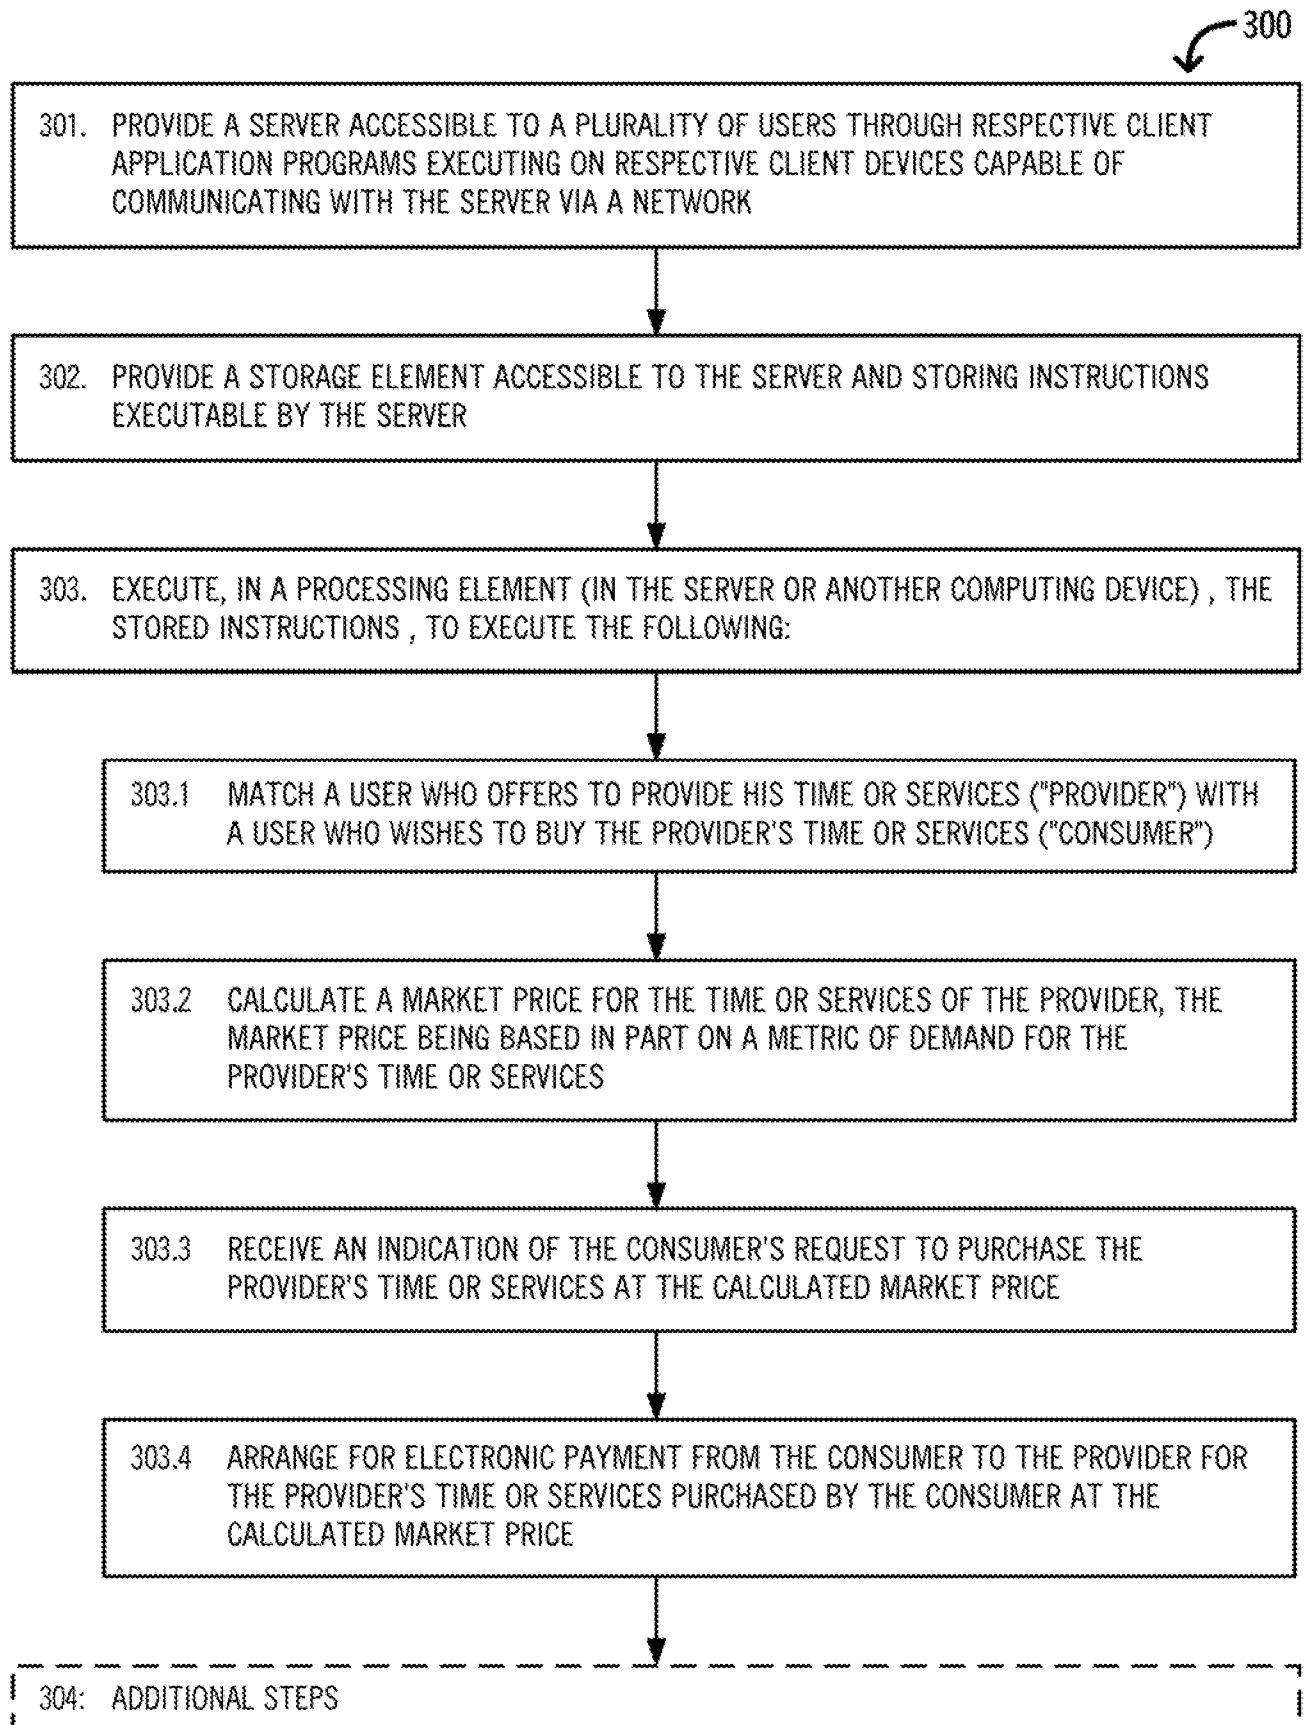 300
301. PROVIDE A SERVER ACCESSIBLE TO A PLURALITY OF USERS THROUGH RESPECTIVE CLIENT
APPLICATION PROGRAMS EXECUTING ON RESPECTIVE CLIENT DEVICES CAPABLE OF
COMMUNICATING WITH THE SERVER VIA A NETWORK
302. PROVIDE A STORAGE ELEMENT ACCESSIBLE TO THE SERVER AND STORING INSTRUCTIONS
EXECUTABLE BY THE SERVER
303. EXECUTE, IN A PROCESSING ELEMENT (IN THE SERVER OR ANOTHER COMPUTING DEVICE) , THE
STORED INSTRUCTIONS , TO EXECUTE THE FOLLOWING:
303.1 MATCH A USER WHO OFFERS TO PROVIDE HIS TIME OR SERVICES ("PROVIDER") WITH
A USER WHO WISHES TO BUY THE PROVIDER'S TIME OR SERVICES ("CONSUMER")
303.2 CALCULATE A MARKET PRICE FOR THE TIME OR SERVICES OF THE PROVIDER, THE
MARKET PRICE BEING BASED IN PART ON A METRIC OF DEMAND FOR THE
PROVIDER'S TIME OR SERVICES
303.3 RECEIVE AN INDICATION OF THE CONSUMER'S REQUEST TO PURCHASE THE
PROVIDER'S TIME OR SERVICES AT THE CALCULATED MARKET PRICE
303.4 ARRANGE FOR ELECTRONIC PAYMENT FROM THE CONSUMER TO THE PROVIDER FOR
THE PROVIDER'S TIME OR SERVICES PURCHASED BY THE CONSUMER AT THE
CALCULATED MARKET PRICE
304: ADDITIONAL STEPS